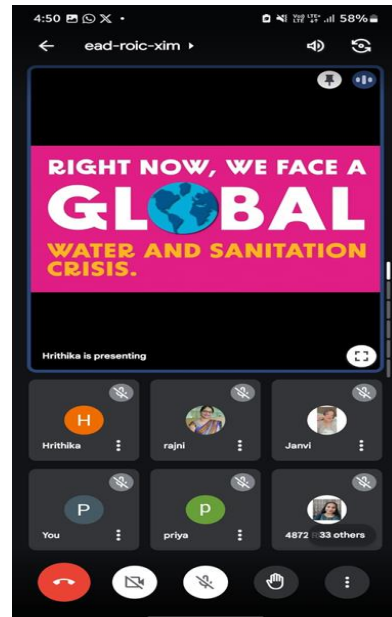 4:50
58%
ead-roic-xim
RIGHT NOW, WE FACE A
GLOBAL
WATER AND SANITATION
CRISIS.
Hrithika is presenting
H
Hrithika
rajni
Janvi
P
You
p
priya
4872
33 others